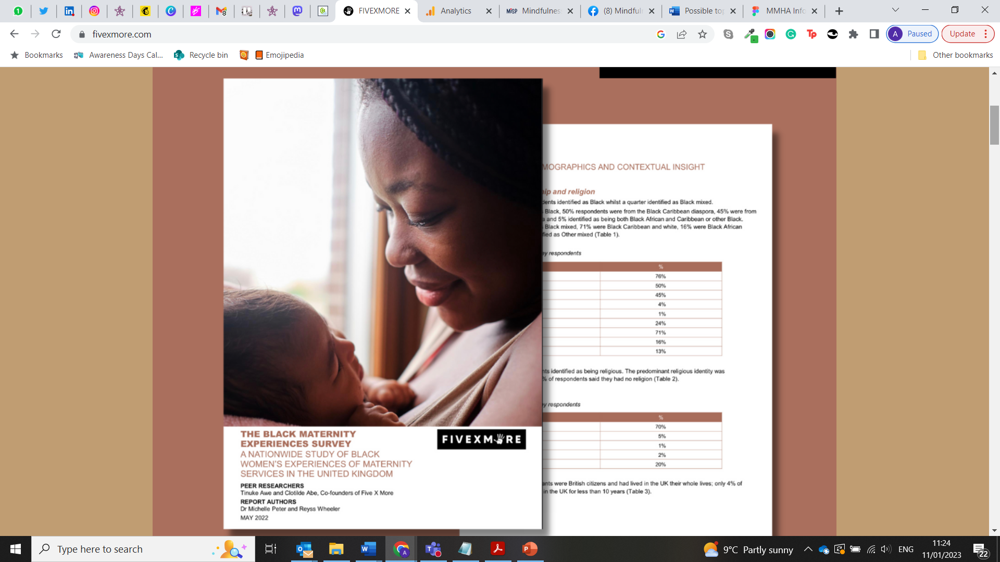 FIVEXMORE
Analytics
MiSP Mindfulnes
(8) Mindful
Possible to
MMHA Info
fivexmore.com
A Paused
Update
Bookmarks
Awareness Days Cal...
Recycle bin
Emojipedia
Other bookmarks
THE BLACK MATERNITY
EXPERIENCES SURVEY
A NATIONWIDE STUDY OF BLACK
WOMEN'S EXPERIENCES OF MATERNITY
SERVICES IN THE UNITED KINGDOM
PEER RESEARCHERS
Tinuke Awe and Clotilde Abe, Co-founders of Five X More
REPORT AUTHORS
Dr Michelle Peter and Reyss Wheeler
MAY 2022
FIVEXMORE
MOGRAPHICS AND CONTEXTUAL INSIGHT
ip and religion
dents identified as Black whilst a quarter identified as Black mixed.
Black, 50% respondents were from the Black Caribbean diaspora, 45% were from
a and 5% identified as being both Black African and Caribbean or other Black.
Black mixed, 71% were Black Caribbean and white, 16% were Black African
fied as Other mixed (Table 1).
ey respondents
%
76%
50%
45%
4%
1%
24%
71%
16%
13%
nts identified as being religious. The predominant religious identity was
% of respondents said they had no religion (Table 2).
ey respondents
%
70%
5%
1%
2%
20%
ants were British citizens and had lived in the UK their whole lives; only 4% of
in the UK for less than 10 years (Table 3).
Type here to search
9°C Partly sunny
ENG
11:24
11/01/2023
22